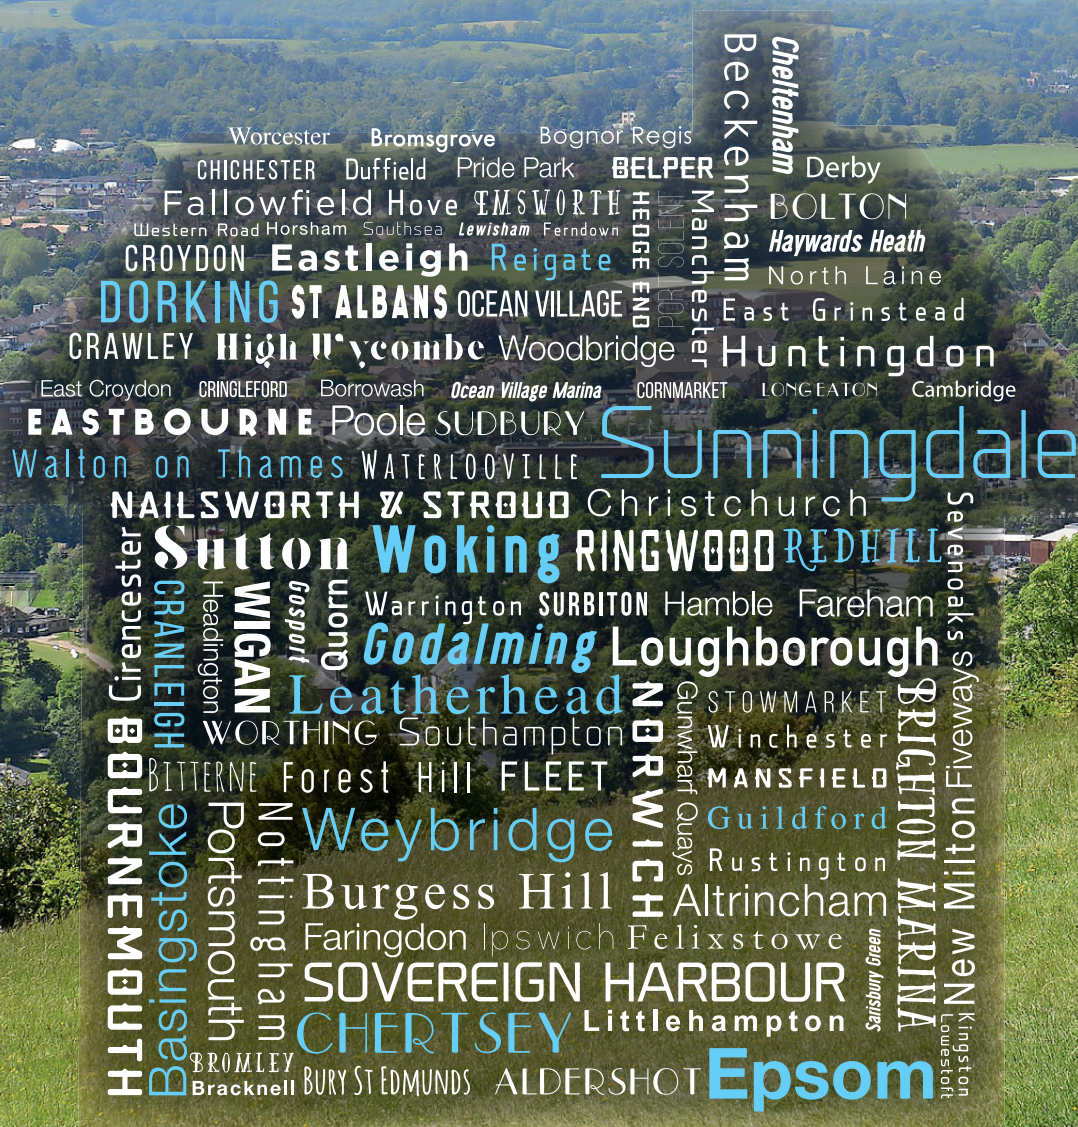 Beckenham
Cheltenham
Worcester Bromsgrove Bognor Regis
CHICHESTER Duffield Pride Park BELPER Derby
Fallowfield Hove EMSWORTH
HEDGE END
PORT SOLENT
Manchester
BOLTON
Western Road Horsham Southsea Lewisham Ferndown
Haywards Heath
CROYDON Eastleigh Reigate
North Laine
DORKING ST ALBANS OCEAN VILLAGE
East Grinstead
CRAWLEY High Wycombe Woodbridge Huntingdon
East Croydon CRINGLEFORD Borrowash Ocean Village Marina CORNMARKET LONG EATON Cambridge
EASTBOURNE Poole SUDBURY Sunningdale
Walton on Thames WATERLOOVILLE
NAILSWORTH & STROUD Christchurch
Sevenoaks
Cirencester
Sutton Woking RINGWOOD REDHILL
CRANLEIGH
Headington
WIGAN
Gosport
Quorn
Warrington SURBITON Hamble Fareham
Godalming Loughborough
Leatherhead
NORWICH
Gunwharf Quays
STOWMARKET
BRIGHTON MARINA
Fiveways
WORTHING Southampton
Winchester
BOURNEMOUTH
BITTERNE Forest Hill FLEET
MANSFIELD
Basingstoke
Portsmouth
Nottingham
Weybridge
Guildford
New Milton
Rustington
Burgess Hill
Altrincham
Faringdon Ipswich Felixstowe
Sarisbury Green
SOVEREIGN HARBOUR
CHERTSEY Littlehampton
Lowestoft
Kingston
BROMLEY
Bracknell BURY ST EDMUNDS ALDERSHOT Epsom